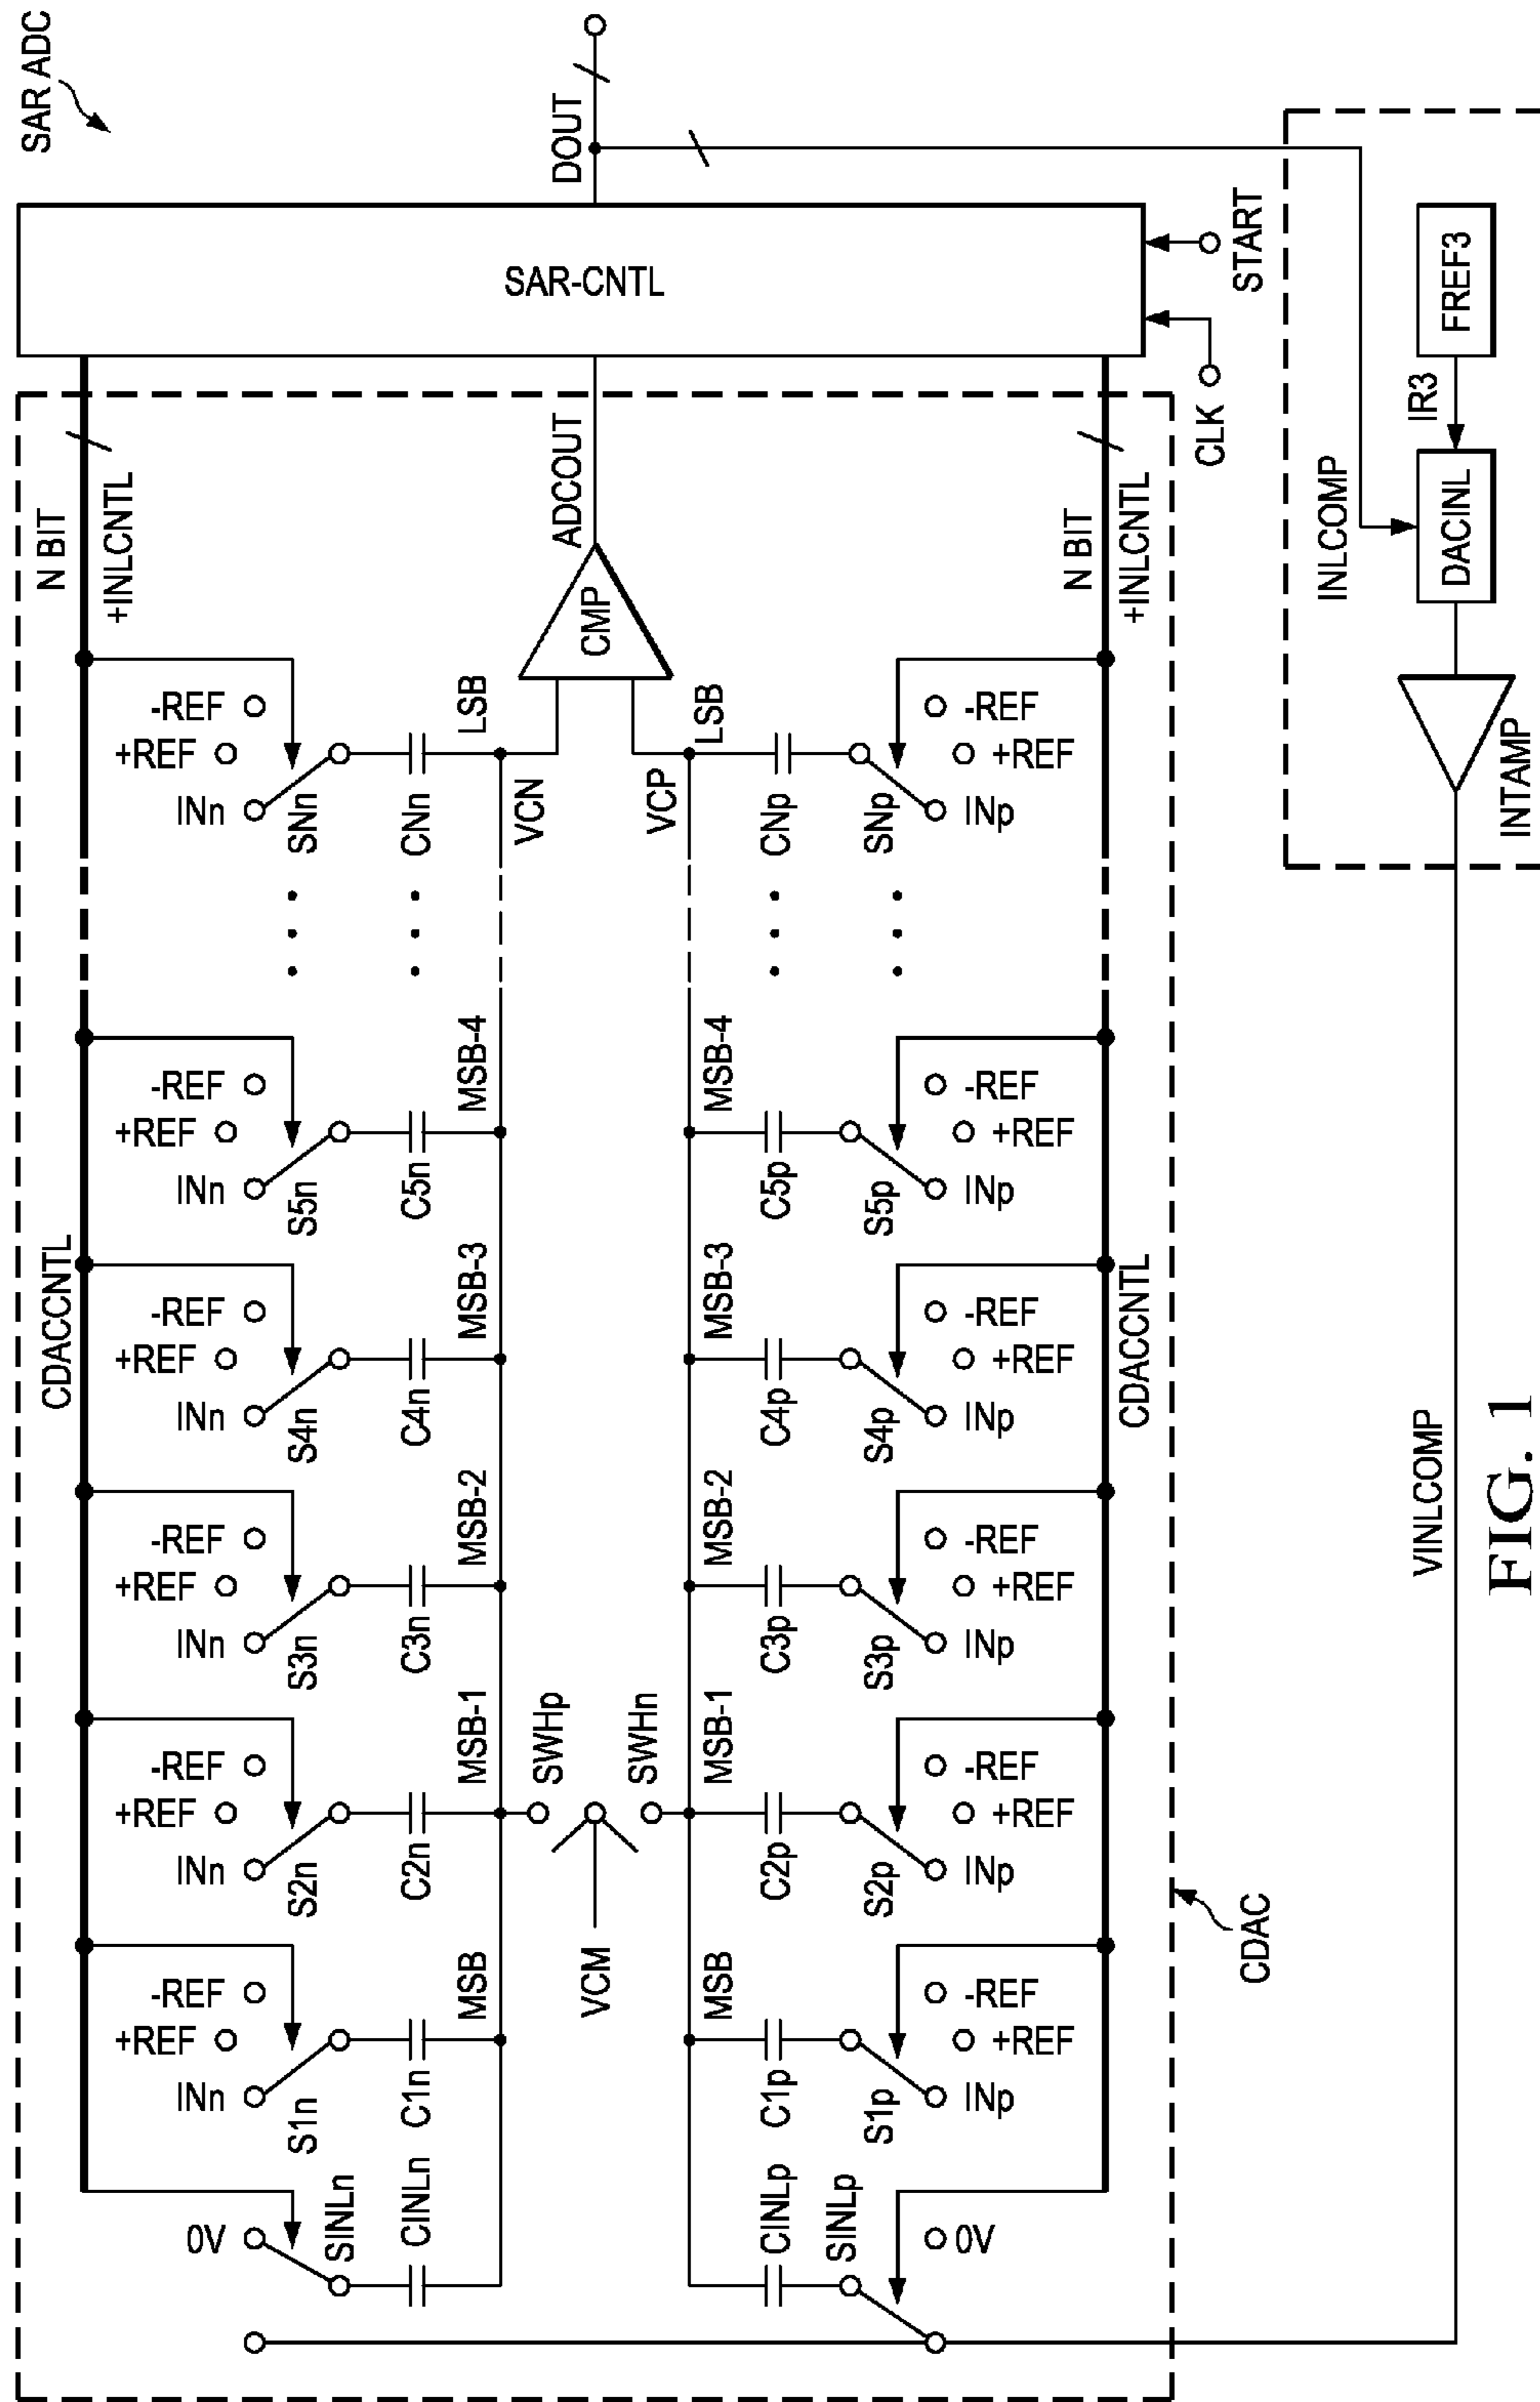 SAR ADC
CDACCNTL
N BIT
+INLCNTL
0V
SINLn
CINLn
INn
+REF
-REF
S1n
C1n
MSB
INn
+REF
-REF
S2n
C2n
MSB-1
INn
+REF
-REF
S3n
C3n
MSB-2
INn
+REF
-REF
S4n
C4n
MSB-3
INn
+REF
-REF
S5n
C5n
MSB-4
INn
+REF
-REF
SNn
CNn
LSB
VCN
VCM
SWHp
SWHn
CMP
ADCOUT
SAR-CNTL
DOUT
VCP
CINLp
SINLp
0V
MSB
C1p
S1p
INp
+REF
-REF
MSB-1
C2p
S2p
INp
+REF
-REF
MSB-2
C3p
S3p
INp
+REF
-REF
MSB-3
C4p
S4p
INp
+REF
-REF
MSB-4
C5p
S5p
INp
+REF
-REF
LSB
CNp
SNp
INp
+REF
-REF
CDACCNTL
N BIT
+INLCNTL
CLK
START
CDAC
INLCOMP
VINLCOMP
INTAMP
DACINL
IR3
FREF3
FIG. 1